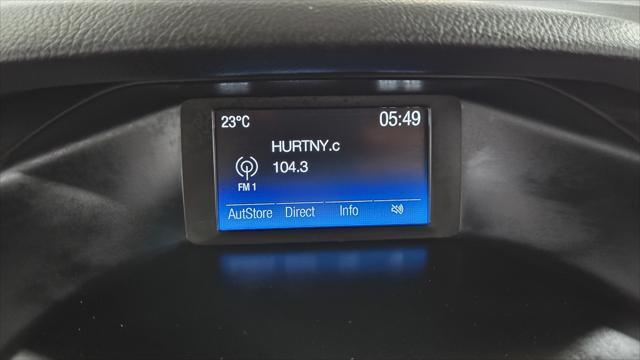 23°C 05:49
HURTNY.c
104.3
FM 1
AutStore Direct Info